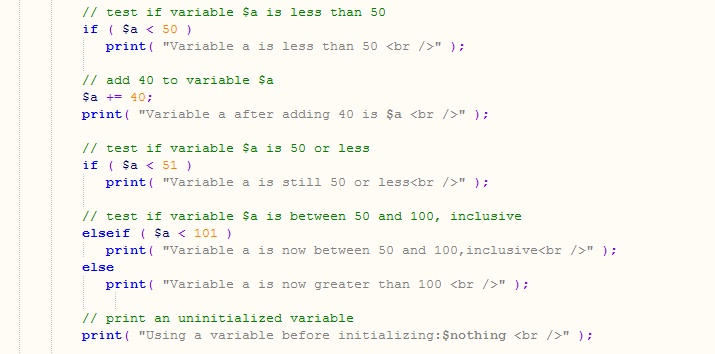 // test if variable $a is less than 50
if ( $a < 50 )
print( "Variable a is less than 50 <br />" );
// add 40 to variable $a
$a += 40;
print( "Variable a after adding 40 is $a <br />" );
// test if variable $a is 50 or less
if ( $a < 51 )
print( "Variable a is still 50 or less<br />" );
// test if variable $a is between 50 and 100, inclusive
elseif ( $a < 101 )
print( "Variable a is now between 50 and 100,inclusive<br />" );
else
print( "Variable a is now greater than 100 <br />" );
// print an uninitialized variable
print( "Using a variable before initializing:$nothing <br />" );